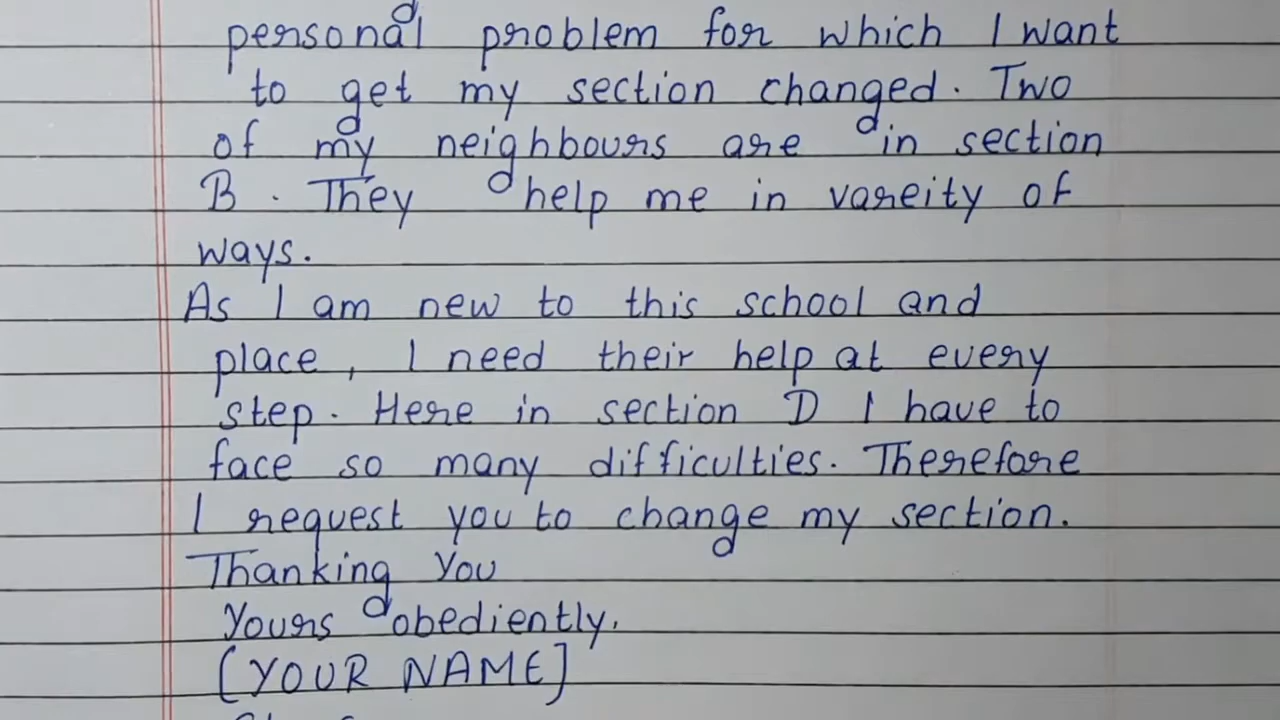 personal problem for which I want
to get my section changed. Two
of my neighbours are in section
B. They help me in vareity of
ways.
As I am new to this school and
place, I need their help at every
step. Here in section D I have to
face so many difficulties. Therefore
I request you to change my section.
Thanking You
Yours obediently,
[YOUR NAME]